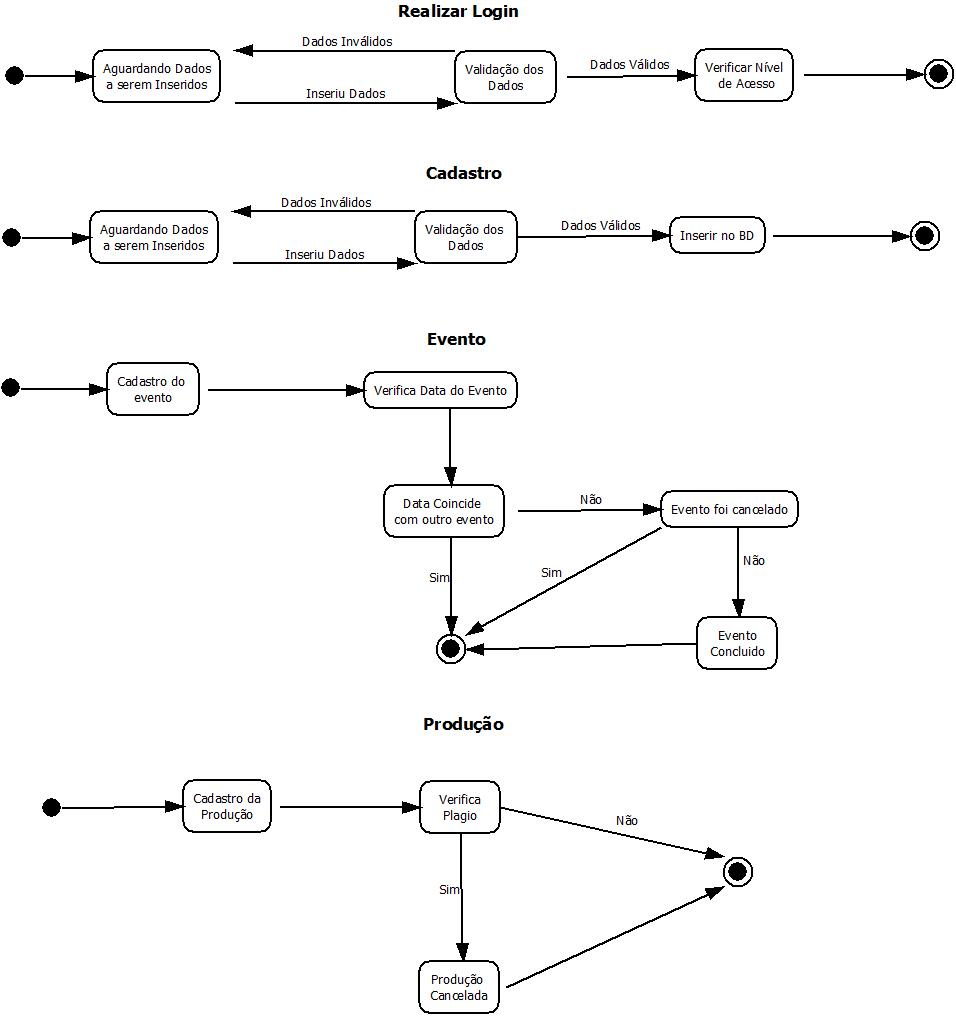 Realizar Login
Dados Inválidos
Aguardando Dados
a serem Inseridos
Validação dos
Dados
Dados Válidos
Verificar Nível
de Acesso
Inseriu Dados
Cadastro
Dados Inválidos
Aguardando Dados
a serem Inseridos
Validação dos
Dados
Dados Válidos
Inserir no BD
Inseriu Dados
Evento
Cadastro do
evento
Verifica Data do Evento
Data Coincide
com outro evento
Não
Evento foi cancelado
Sim
Sim
Não
Evento
Concluido
Produção
Cadastro da
Produção
Verifica
Plagio
Não
Sim
Produção
Cancelada